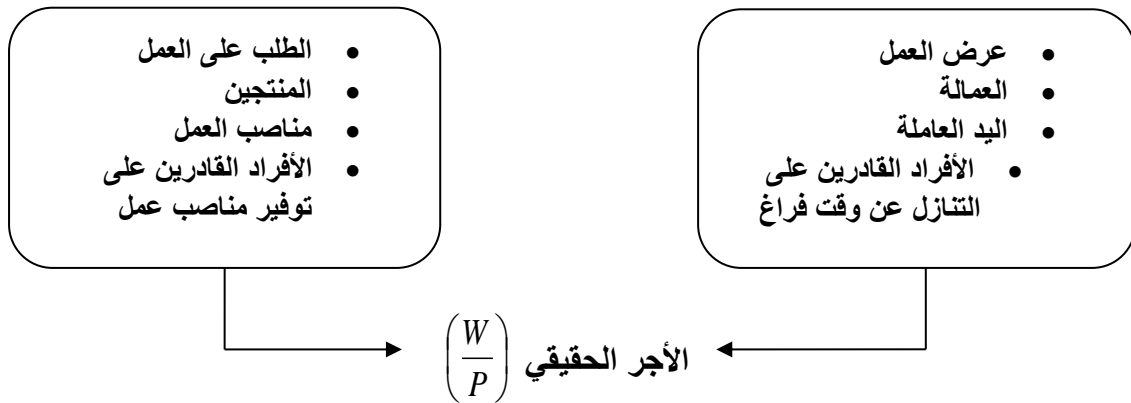 • عرض العمل
• العمالة
• اليد العاملة
• الأفراد القادرين على
التنازل عن وقت فراغ
• الطلب على العمل
• المنتجين
• مناصب العمل
• الأفراد القادرين على
توفير مناصب عمل
الأجر الحقيقي (W/P)